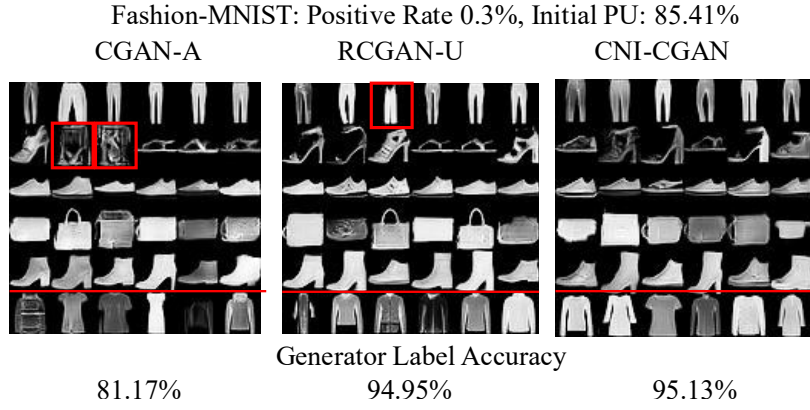 Fashion-MNIST: Positive Rate 0.3%, Initial PU: 85.41%
CGAN-A RCGAN-U CNI-CGAN
Generator Label Accuracy
81.17% 94.95% 95.13%